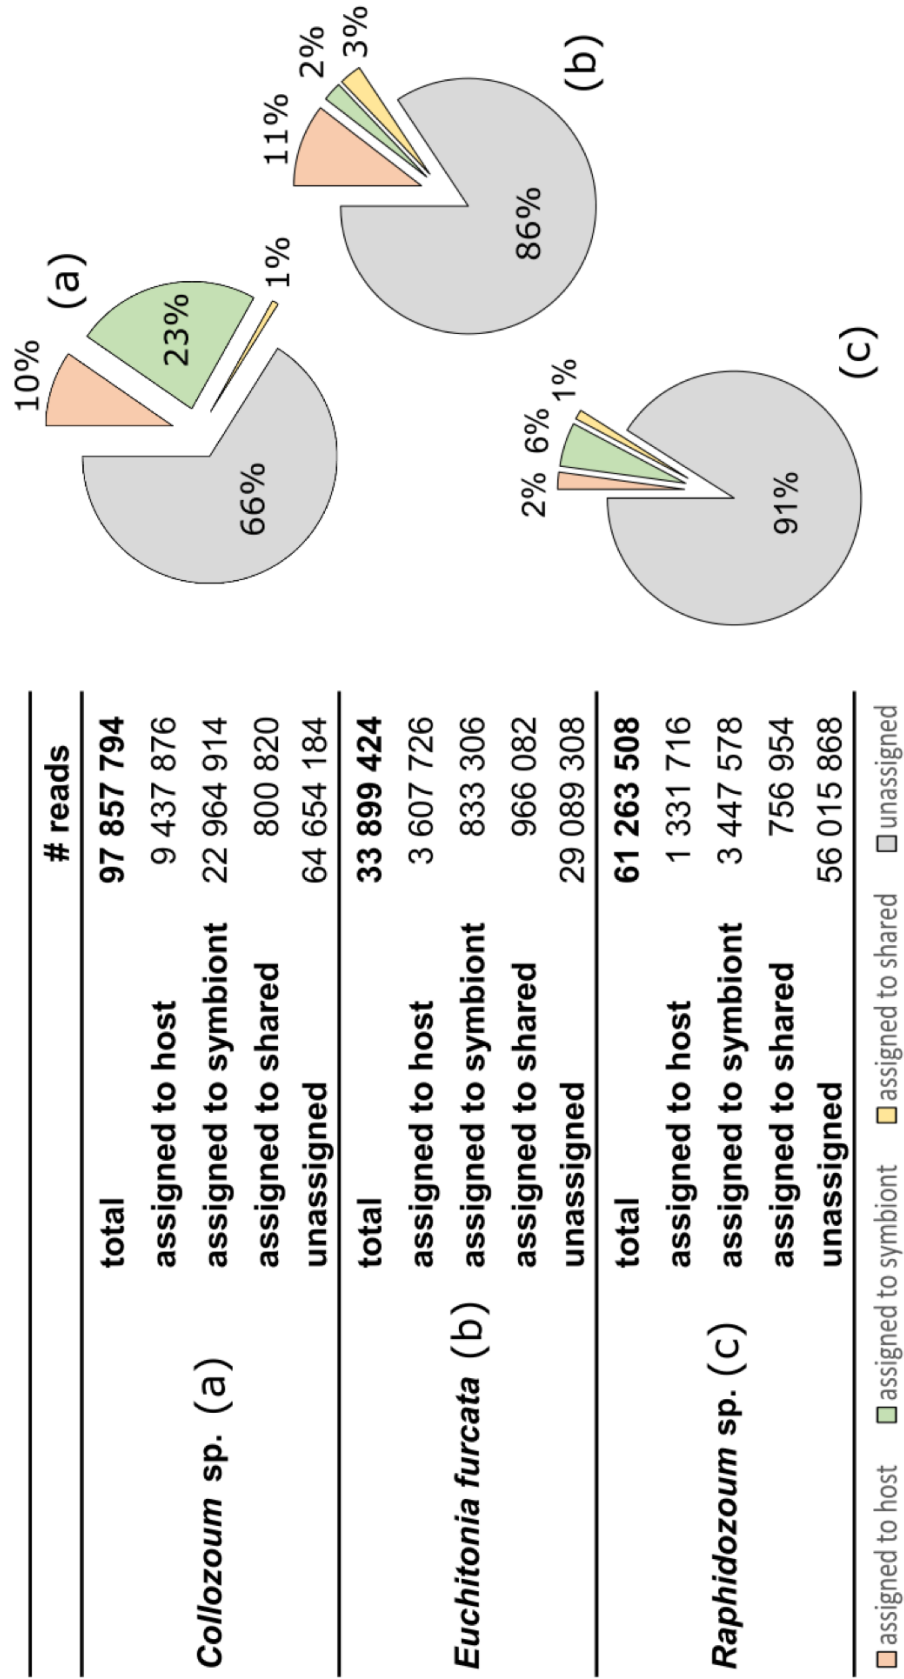 # reads
Collozoum sp. (a)
total 97 857 794
assigned to host 9 437 876
assigned to symbiont 22 964 914
assigned to shared 800 820
unassigned 64 654 184
Euchitonia furcata (b)
total 33 899 424
assigned to host 3 607 726
assigned to symbiont 833 306
assigned to shared 966 082
unassigned 29 089 308
Raphidozoum sp. (c)
total 61 263 508
assigned to host 1 331 716
assigned to symbiont 3 447 578
assigned to shared 756 954
unassigned 56 015 868
assigned to host assigned to symbiont assigned to shared unassigned
(a)
10%
23%
1%
66%
(b)
11%
2%
3%
86%
(c)
2%
6%
1%
91%